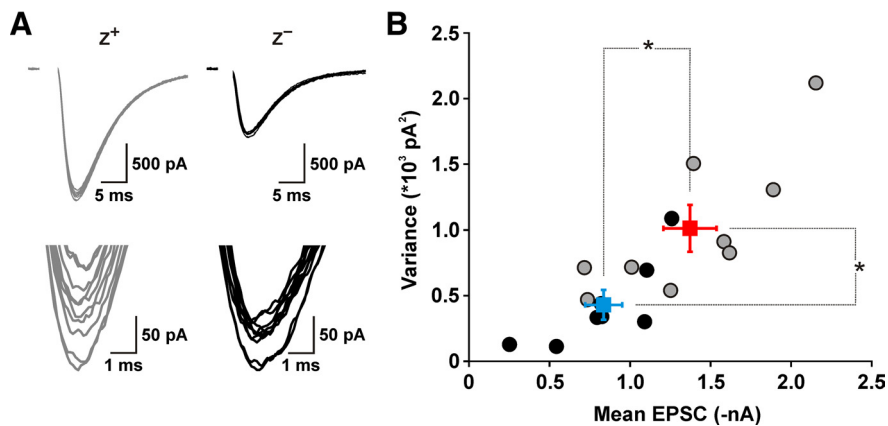 A
z⁺
z⁻
500 pA
5 ms
500 pA
5 ms
50 pA
1 ms
50 pA
1 ms
B
2.5
2.0
1.5
1.0
0.5
0
Variance (*10³ pA²)
*
*
0
0.5
1.0
1.5
2.0
2.5
Mean EPSC (-nA)